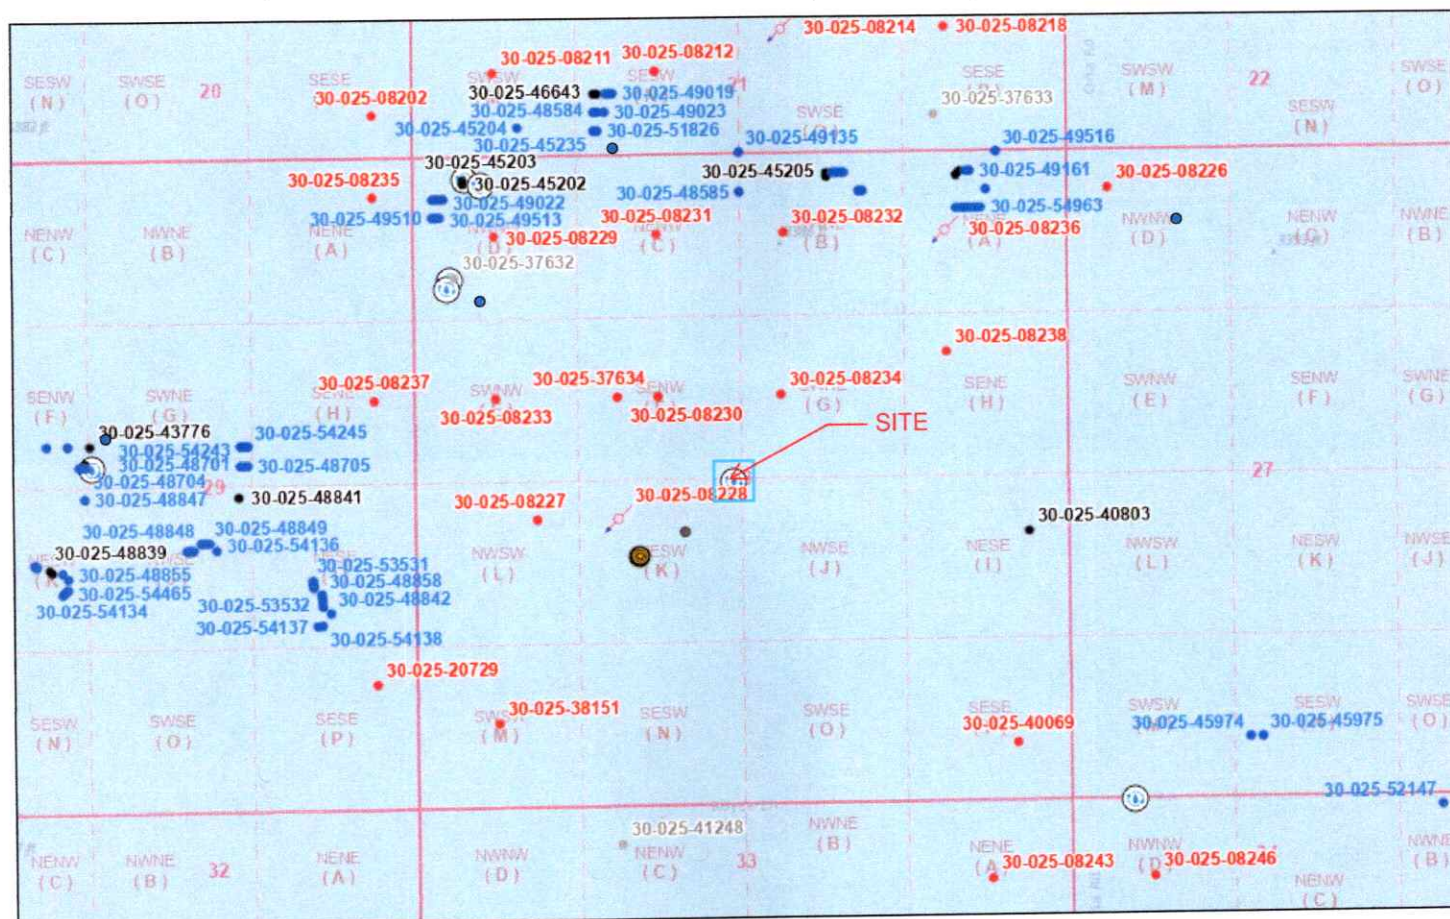 30-025-08214
30-025-08218
30-025-08211
30-025-08212
21
SESE
SWSW
(M)
22
SWSE
(O)
SESW
(N)
SWSE
(O)
20
SESE
SWSW
SESW
30-025-46643
30-025-49019
30-025-08202
30-025-48584
30-025-49023
SWSE
30-025-37633
SESW
(N)
30-025-45204
30-025-51826
30-025-45235
30-025-49135
30-025-49516
30-025-45203
30-025-45202
30-025-45205
30-025-49161
30-025-08226
30-025-08235
30-025-49022
30-025-48585
30-025-54963
30-025-49510
30-025-49513
30-025-08231
30-025-08232
30-025-08236
NENW
(C)
NWNE
(B)
NENE
(A)
(D)
30-025-08229
(C)
(B)
NENE
(A)
NWNW
(D)
NENW
(C)
NWNE
(B)
30-025-37632
30-025-08238
30-025-08237
30-025-37634
SENW
30-025-08234
SENW
(F)
SWNE
(G)
SENE
(H)
SWNW
30-025-08233
30-025-08230
(G)
SENE
(H)
SWNW
(E)
SENW
(F)
SWNE
(G)
SITE
30-025-43776
30-025-54245
30-025-54243
30-025-48701
30-025-48705
27
30-025-48704
29
30-025-48847
30-025-48841
30-025-08227
30-025-08228
30-025-40803
30-025-48848
30-025-48849
30-025-54136
30-025-48839
NWSW
(L)
NESW
(K)
NWSE
(J)
NESE
(I)
NWSW
(L)
NESW
(K)
NWSE
(J)
30-025-53531
30-025-48855
30-025-48858
30-025-54465
30-025-53532
30-025-48842
30-025-54134
30-025-54137
30-025-54138
30-025-20729
SESW
(N)
SWSE
(O)
SESE
(P)
SWSW
(M)
30-025-38151
SESW
(N)
SWSE
(O)
SESE
30-025-40069
SWSW
30-025-45974
SESW
30-025-45975
SWSE
(O)
30-025-52147
30-025-41248
NENW
(C)
NWNE
(B)
32
NENE
(A)
NWNW
(D)
NENW
(C)
33
NWNE
(B)
NENE
(A)
30-025-08243
NWNW
(D)
30-025-08246
NENW
(C)
NWNE
(B)